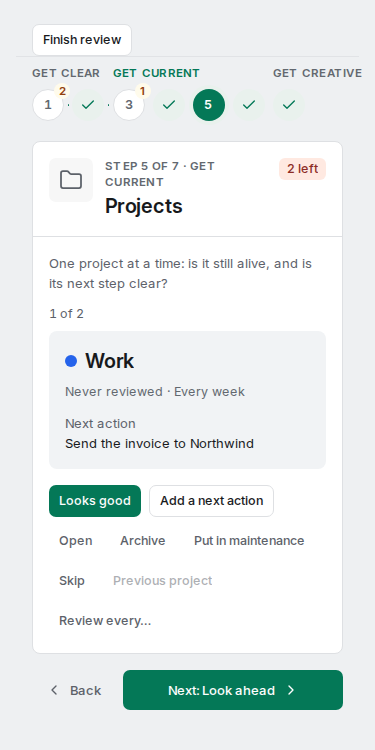 Finish review
GET CLEAR GET CURRENT GET CREATIVE
1 2 3 1 5
STEP 5 OF 7 · GET
CURRENT
2 left
Projects
One project at a time: is it still alive, and is
its next step clear?
1 of 2
Work
Never reviewed · Every week
Next action
Send the invoice to Northwind
Looks good Add a next action
Open Archive Put in maintenance
Skip Previous project
Review every...
Back Next: Look ahead